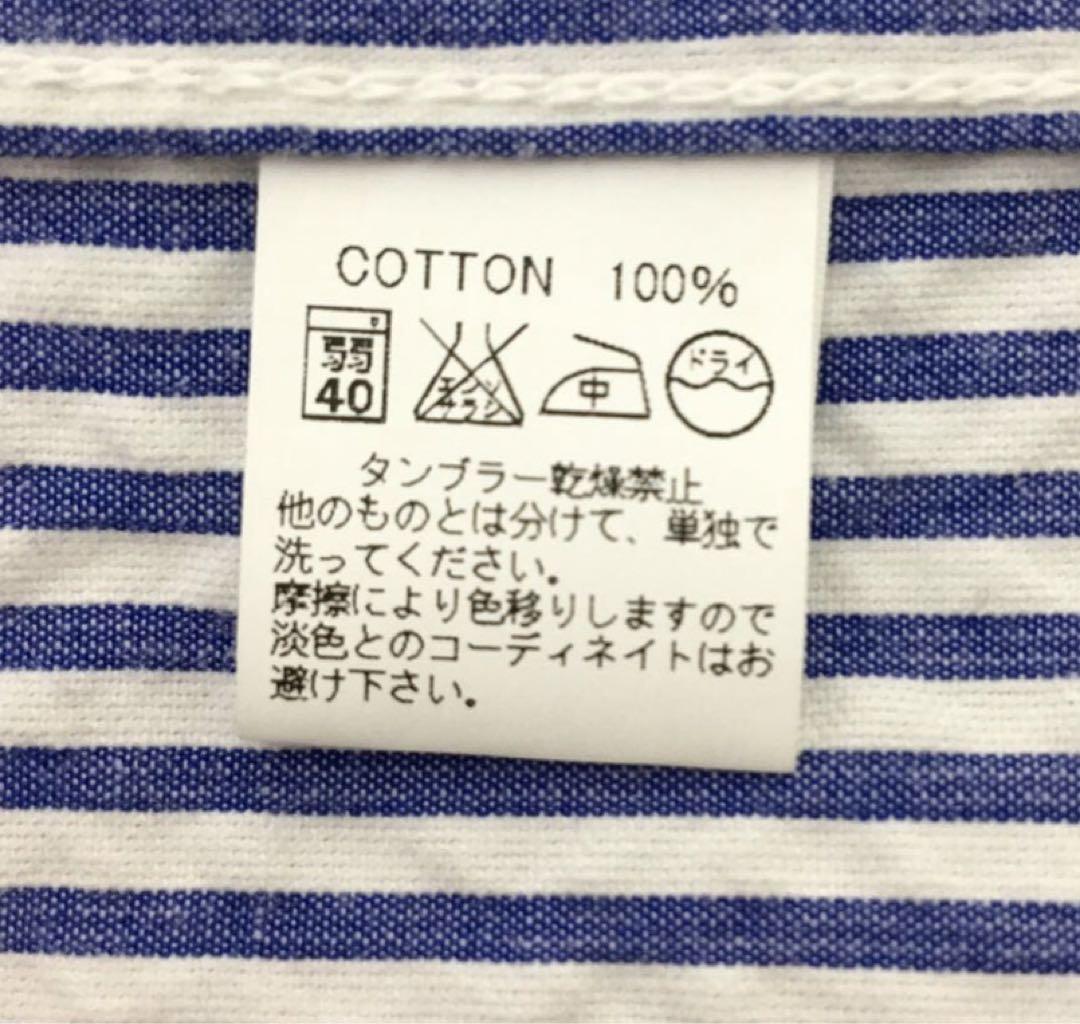 COTTON 100%
弱
40
エンソ
サラシ
中
ドライ
タンブラー乾燥禁止
他のものとは分けて、単独で
洗ってください。
摩擦により色移りしますので
淡色とのコーディネイトはお
避け下さい。